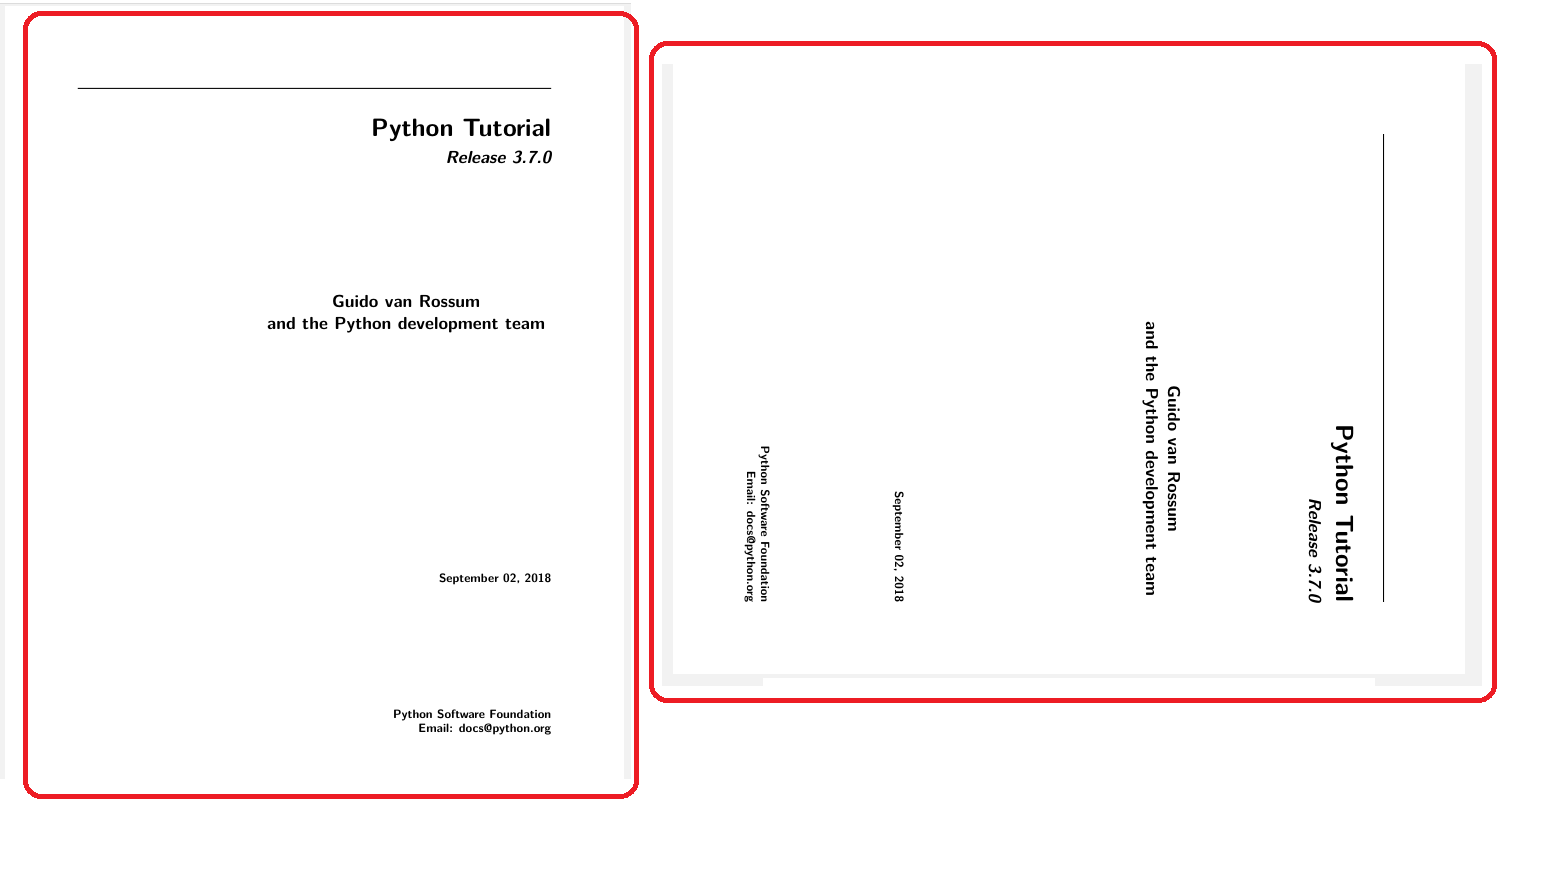 Python Tutorial
Release 3.7.0
Guido van Rossum
and the Python development team
September 02, 2018
Python Software Foundation
Email: docs@python.org
Python Tutorial
Release 3.7.0
Guido van Rossum
and the Python development team
September 02, 2018
Python Software Foundation
Email: docs@python.org